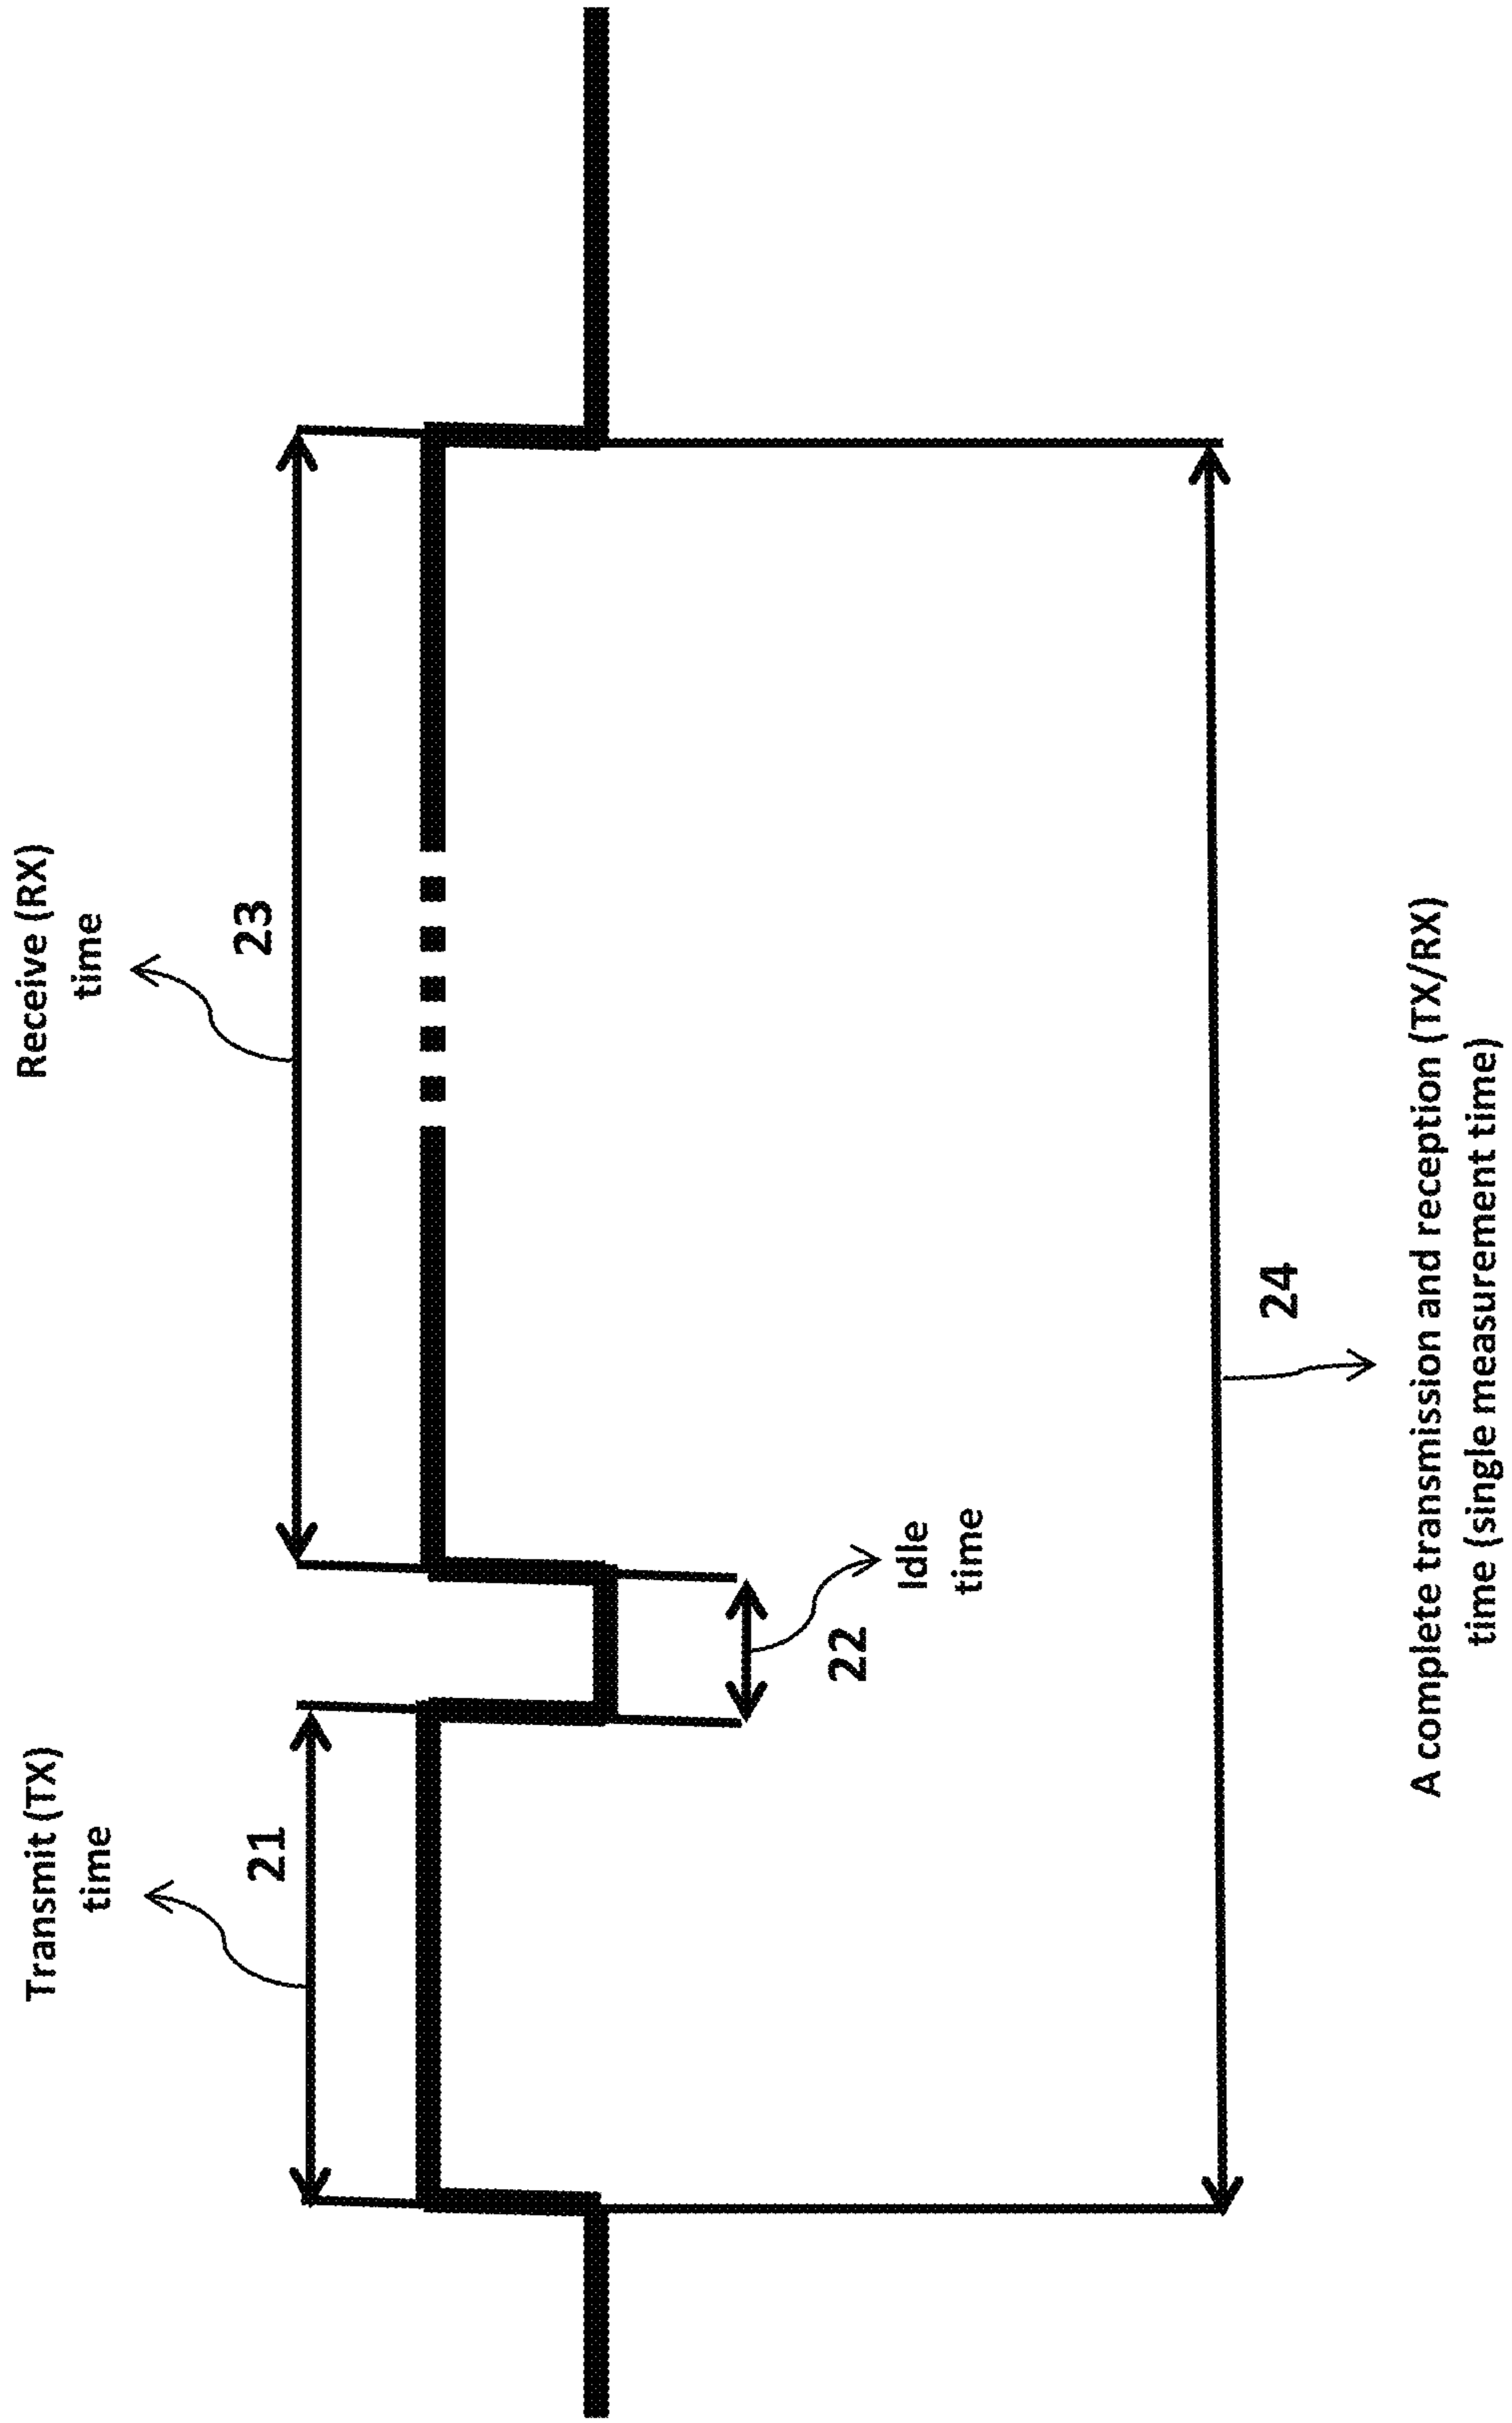 Transmit (TX)
time
21
Receive (RX)
time
23
22
Idle
time
24
A complete transmission and reception (TX/RX)
time (single measurement time)